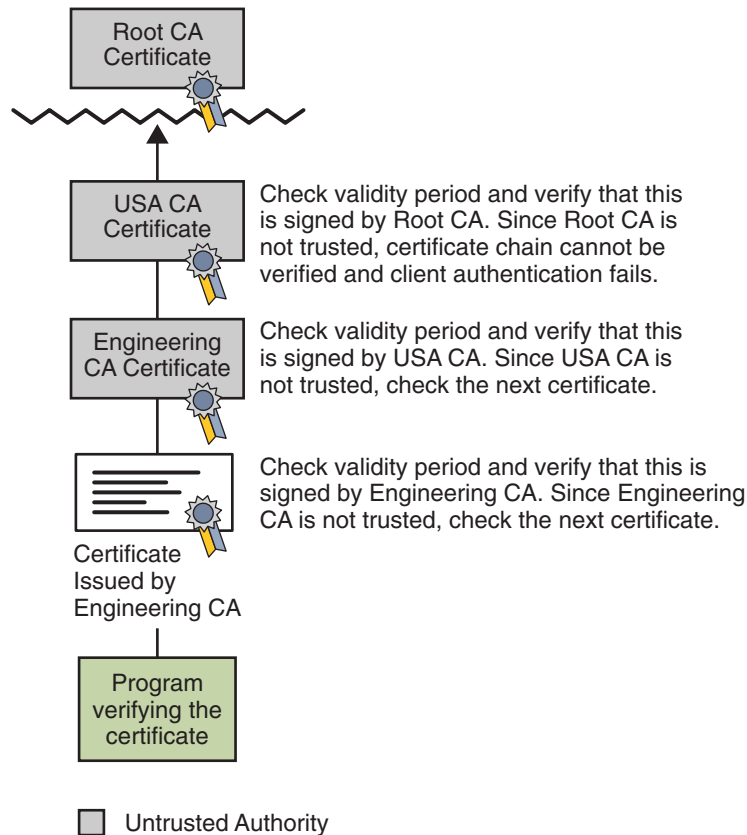 Root CA
Certificate
USA CA
Certificate
Check validity period and verify that this
is signed by Root CA. Since Root CA is
not trusted, certificate chain cannot be
verified and client authentication fails.
Engineering
CA Certificate
Check validity period and verify that this
is signed by USA CA. Since USA CA is
not trusted, check the next certificate.
Check validity period and verify that this is
signed by Engineering CA. Since Engineering
CA is not trusted, check the next certificate.
Certificate
Issued by
Engineering CA
Program
verifying the
certificate
Untrusted Authority